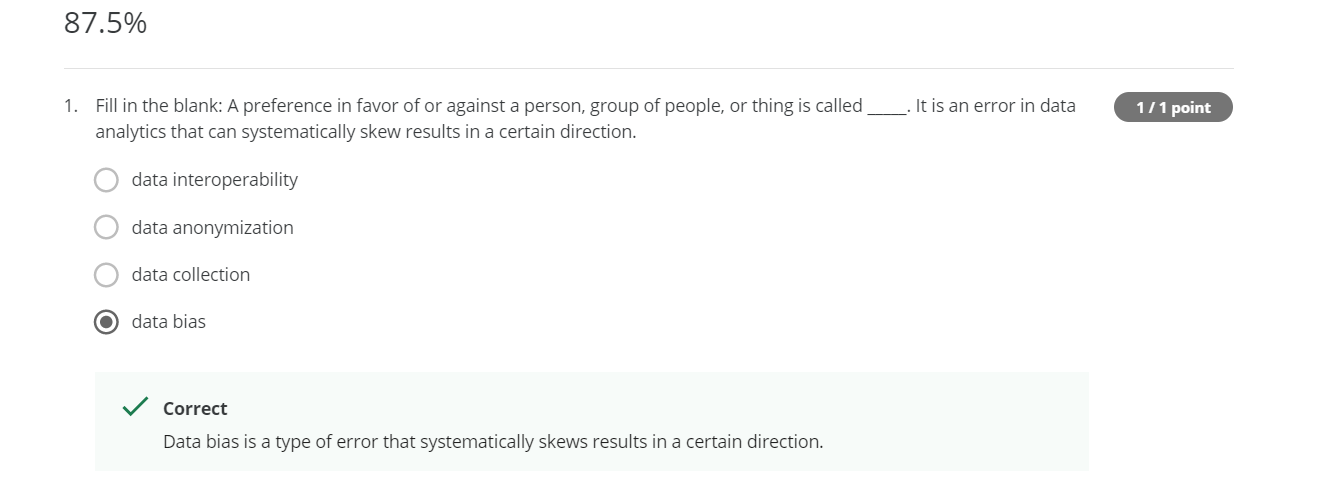 87.5%
1. Fill in the blank: A preference in favor of or against a person, group of people, or thing is called _____. It is an error in data
analytics that can systematically skew results in a certain direction.
1 / 1 point
data interoperability
data anonymization
data collection
data bias
Correct
Data bias is a type of error that systematically skews results in a certain direction.